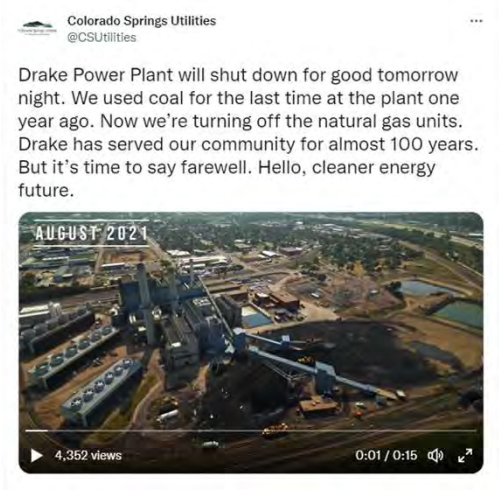 Colorado Springs Utilities
@CSUtilities
Drake Power Plant will shut down for good tomorrow
night. We used coal for the last time at the plant one
year ago. Now we're turning off the natural gas units.
Drake has served our community for almost 100 years.
But it's time to say farewell. Hello, cleaner energy
future.
AUGUST 2021
4,352 views
0:01 / 0:15